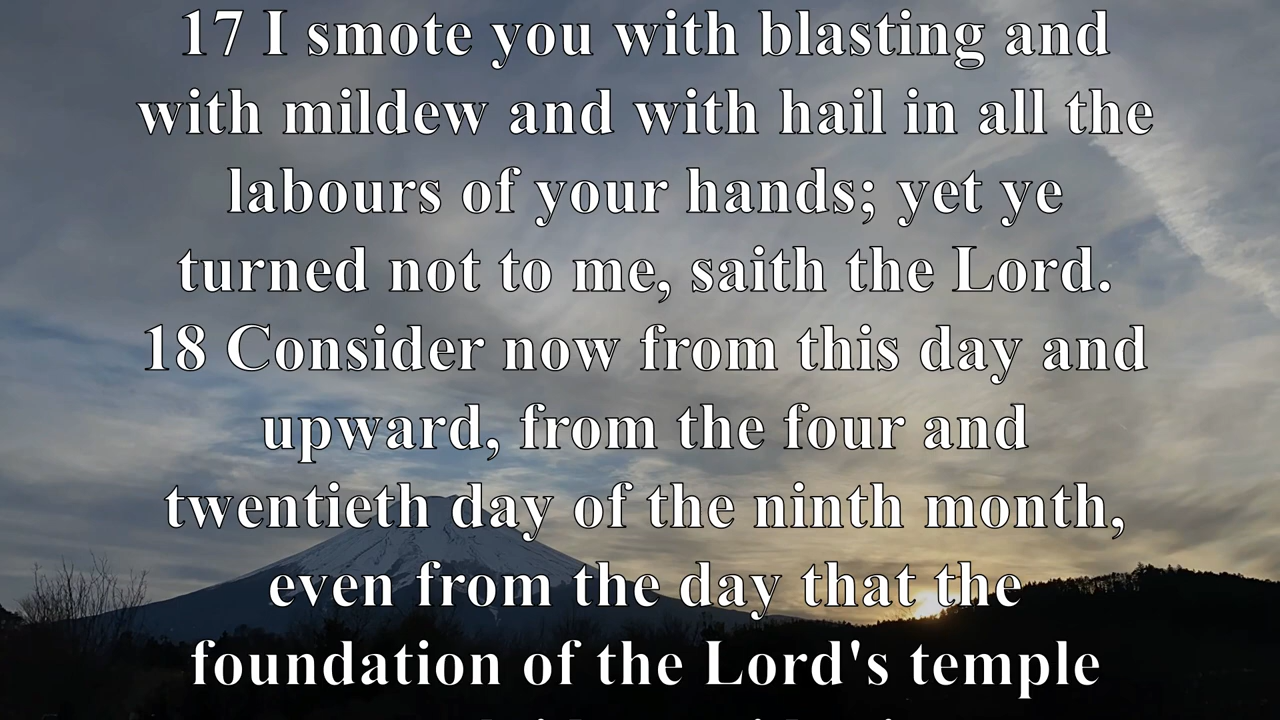 17 I smote you with blasting and
with mildew and with hail in all the
labours of your hands; yet ye
turned not to me, saith the Lord.
18 Consider now from this day and
upward, from the four and
twentieth day of the ninth month,
even from the day that the
foundation of the Lord's temple